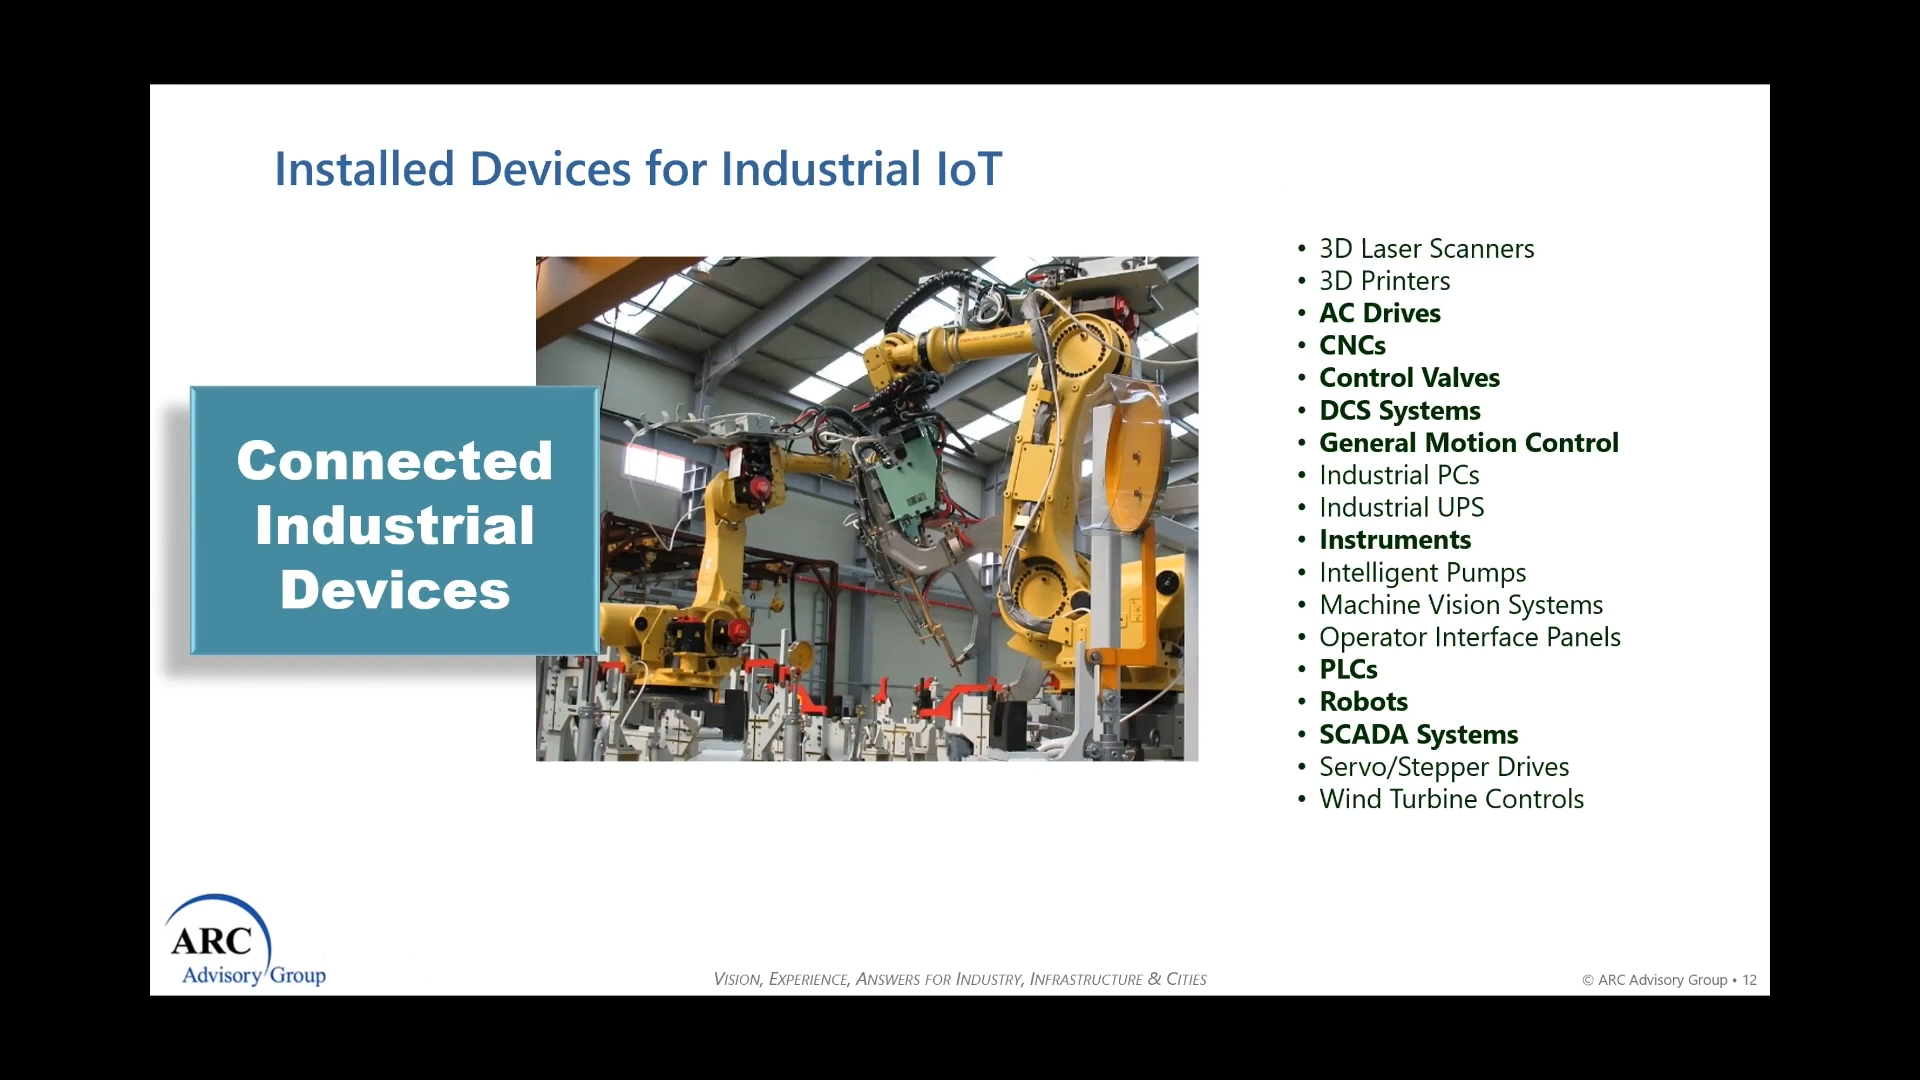 Installed Devices for Industrial IoT
Connected
Industrial
Devices
• 3D Laser Scanners
• 3D Printers
• AC Drives
• CNCs
• Control Valves
• DCS Systems
• General Motion Control
• Industrial PCs
• Industrial UPS
• Instruments
• Intelligent Pumps
• Machine Vision Systems
• Operator Interface Panels
• PLCs
• Robots
• SCADA Systems
• Servo/Stepper Drives
• Wind Turbine Controls
ARC
Advisory Group
VISION, EXPERIENCE, ANSWERS FOR INDUSTRY, INFRASTRUCTURE & CITIES
© ARC Advisory Group • 12